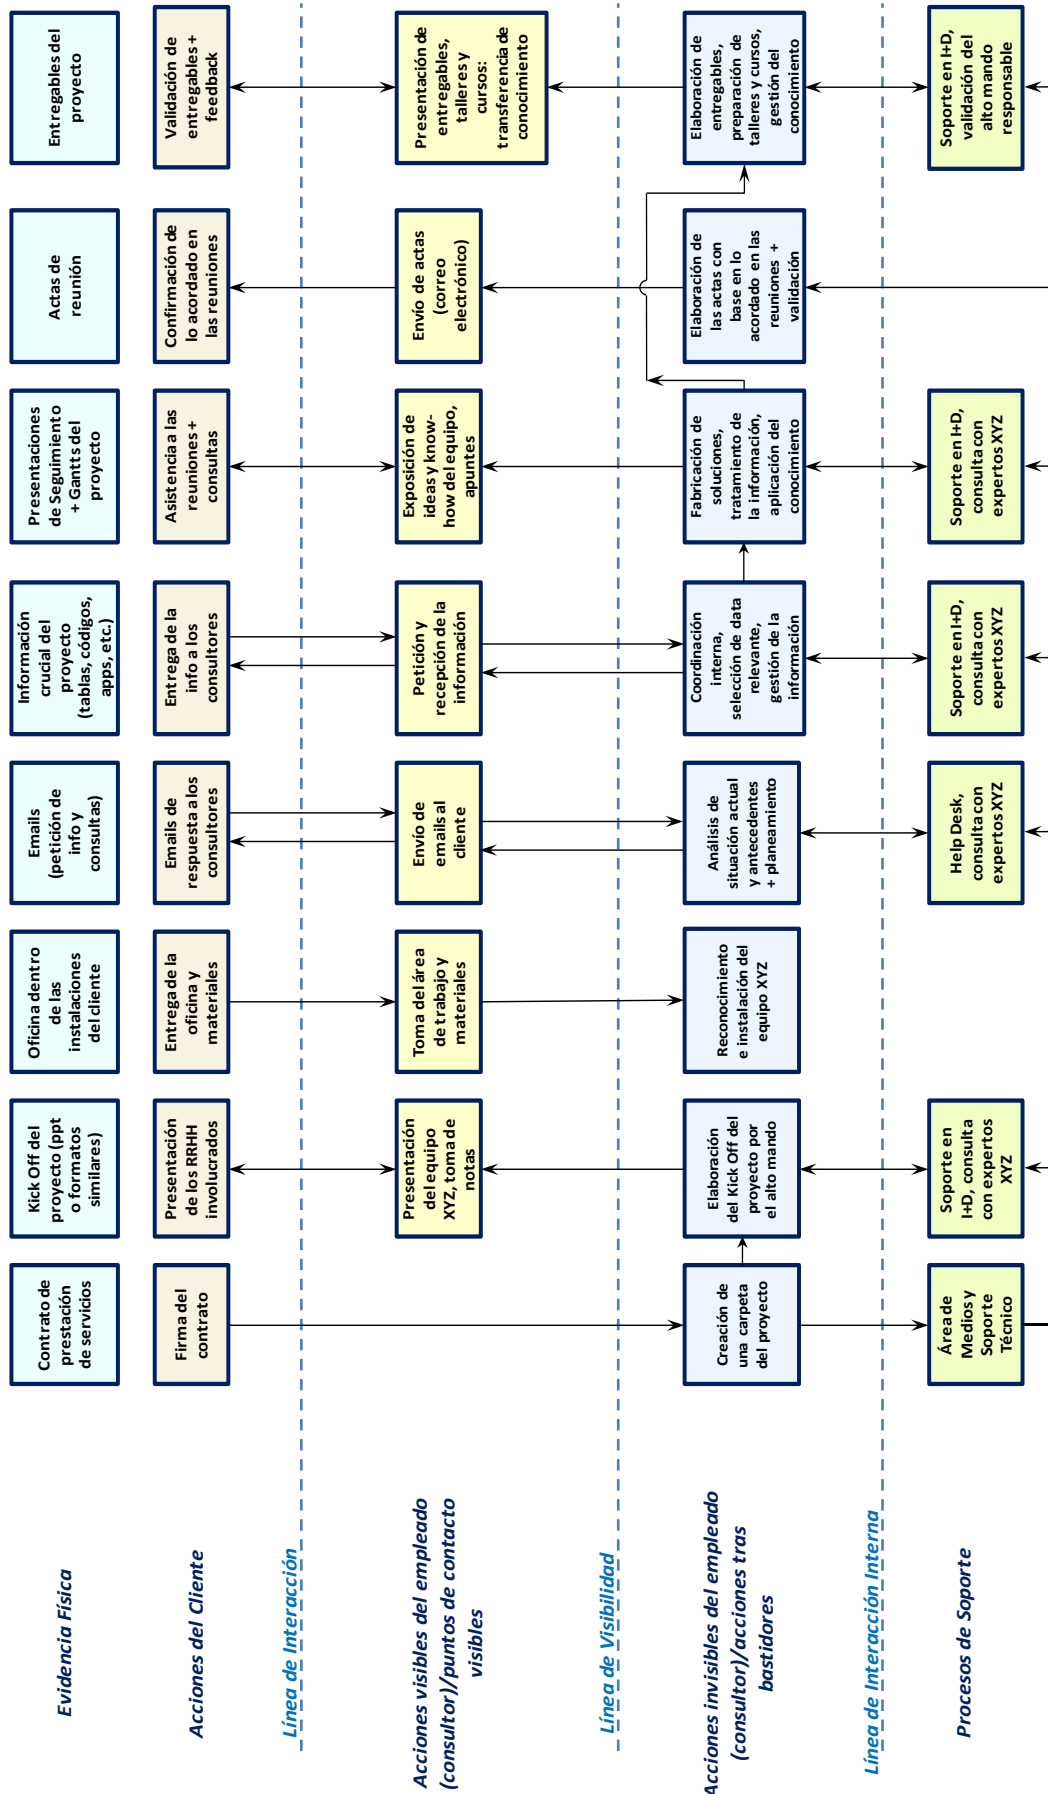 Evidencia Física
Contrato de
prestación
de servicios
Kick Off del
proyecto (ppt
o formatos
similares)
Oficina dentro
de las
instalaciones
del cliente
Emails
(petición de
info y
consultas)
Información
crucial del
proyecto
(tablas, códigos,
apps, etc.)
Presentaciones
de Seguimiento
+ Gantts del
proyecto
Actas de
reunión
Entregables del
proyecto
Acciones del Cliente
Firma del
contrato
Presentación
de los RRHH
involucrados
Entrega de la
oficina y
materiales
Emails de
respuesta a los
consultores
Entrega de la
info a los
consultores
Asistencia a las
reuniones +
consultas
Confirmación de
lo acordado en
las reuniones
Validación de
entregables +
feedback
Línea de Interacción
Acciones visibles del empleado
(consultor)/puntos de contacto
visibles
Presentación
del equipo
XYZ, toma de
notas
Toma del área
de trabajo y
materiales
Envío de
emails al
cliente
Petición y
recepción de la
información
Exposición de
ideas y know-
how del equipo,
apuntes
Envío de actas
(correo
electrónico)
Presentación de
entregables,
talleres y
cursos:
transferencia de
conocimiento
Línea de Visibilidad
Acciones invisibles del empleado
(consultor)/acciones tras
bastidores
Creación de
una carpeta
del proyecto
Elaboración
del Kick Off del
proyecto por
el alto mando
Reconocimiento
e instalación del
equipo XYZ
Análisis de
situación actual
y antecedentes
+ planeamiento
Coordinación
interna,
selección de data
relevante,
gestión de la
información
Fabricación de
soluciones,
tratamiento de
la información,
aplicación del
conocimiento
Elaboración de
las actas con
base en lo
acordado en las
reuniones +
validación
Elaboración de
entregables,
preparación de
talleres y cursos,
gestión del
conocimiento
Línea de Interacción Interna
Procesos de Soporte
Área de
Medios y
Soporte
Técnico
Soporte en
I+D, consulta
con expertos
XYZ
Help Desk,
consulta con
expertos XYZ
Soporte en I+D,
consulta con
expertos XYZ
Soporte en I+D,
consulta con
expertos XYZ
Soporte en I+D,
validación del
alto mando
responsable